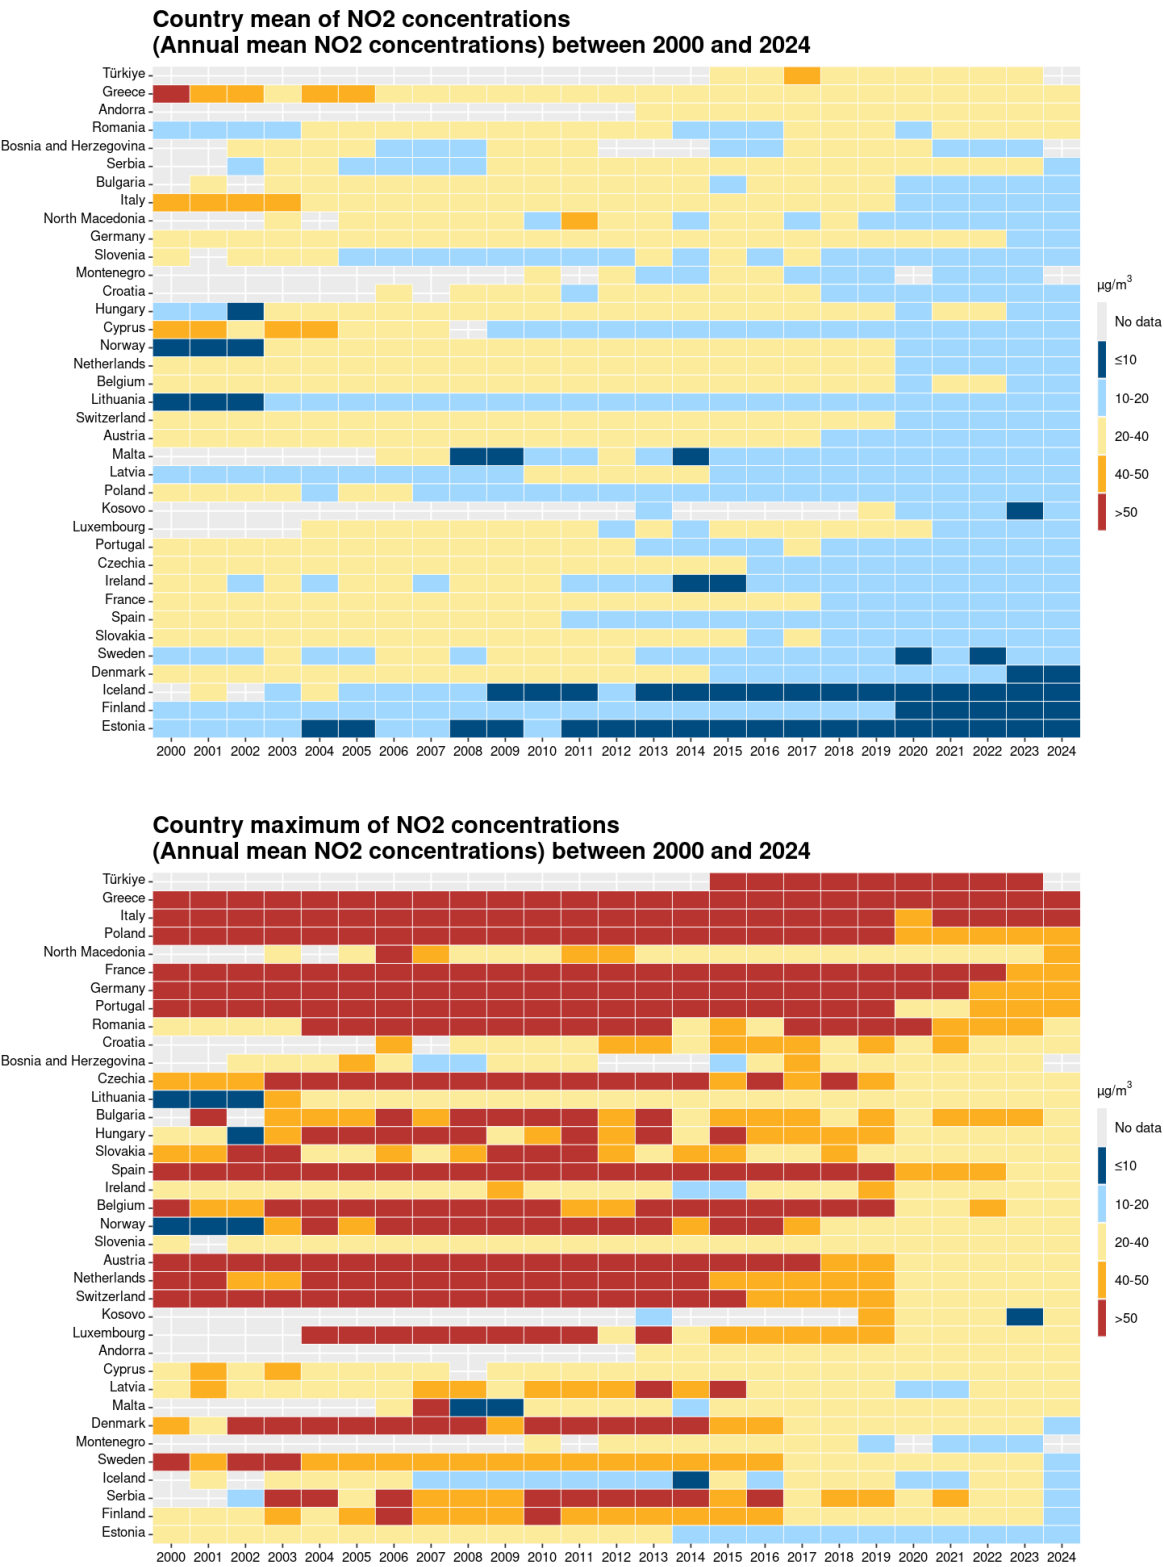 Country mean of NO2 concentrations
(Annual mean NO2 concentrations) between 2000 and 2024
Türkiye
Greece
Andorra
Romania
Bosnia and Herzegovina
Serbia
Bulgaria
Italy
North Macedonia
Germany
Slovenia
Montenegro
Croatia
Hungary
Cyprus
Norway
Netherlands
Belgium
Lithuania
Switzerland
Austria
Malta
Latvia
Poland
Kosovo
Luxembourg
Portugal
Czechia
Ireland
France
Spain
Slovakia
Sweden
Denmark
Iceland
Finland
Estonia
2000 2001 2002 2003 2004 2005 2006 2007 2008 2009 2010 2011 2012 2013 2014 2015 2016 2017 2018 2019 2020 2021 2022 2023 2024
µg/m³
No data
≤10
10-20
20-40
40-50
>50
Country maximum of NO2 concentrations
(Annual mean NO2 concentrations) between 2000 and 2024
Türkiye
Greece
Italy
Poland
North Macedonia
France
Germany
Portugal
Romania
Croatia
Bosnia and Herzegovina
Czechia
Lithuania
Bulgaria
Hungary
Slovakia
Spain
Ireland
Belgium
Norway
Slovenia
Austria
Netherlands
Switzerland
Kosovo
Luxembourg
Andorra
Cyprus
Latvia
Malta
Denmark
Montenegro
Sweden
Iceland
Serbia
Finland
Estonia
2000 2001 2002 2003 2004 2005 2006 2007 2008 2009 2010 2011 2012 2013 2014 2015 2016 2017 2018 2019 2020 2021 2022 2023 2024
µg/m³
No data
≤10
10-20
20-40
40-50
>50